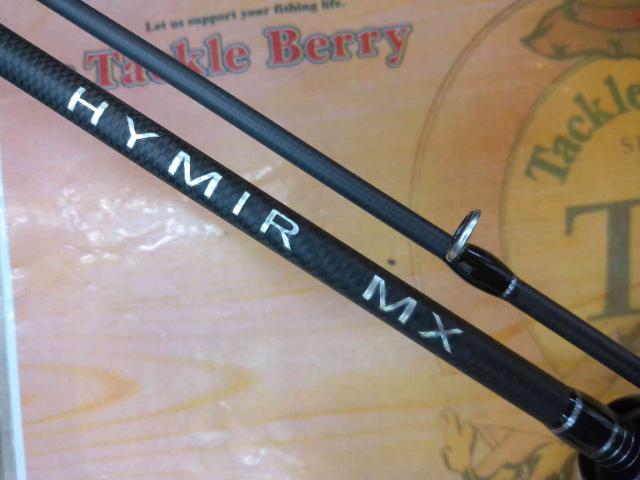 Let us support your fishing life.
Tackle Berry
HYMIR MX
Tackle
T